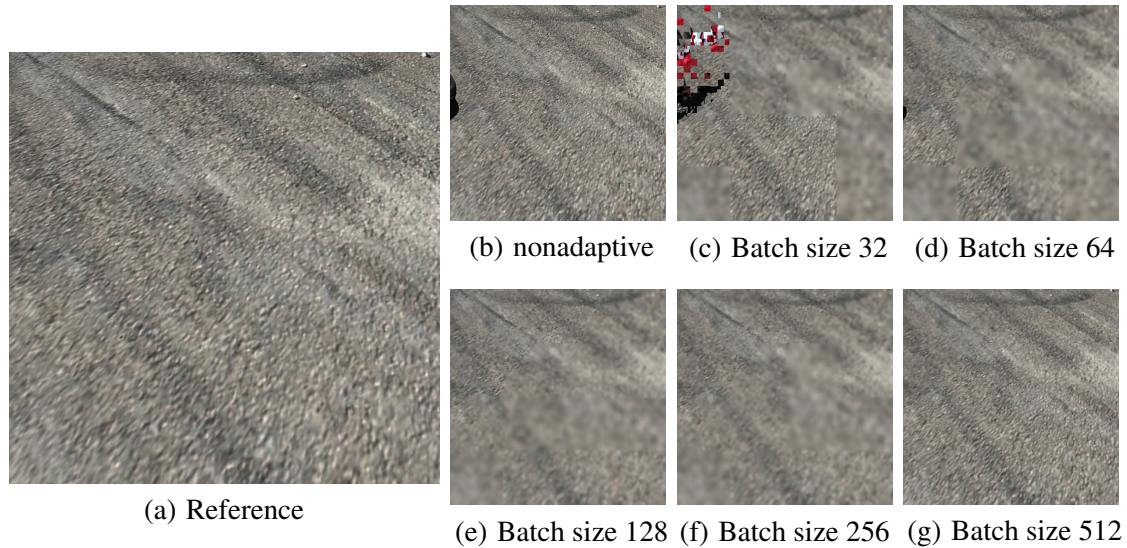 (a) Reference
(b) nonadaptive
(c) Batch size 32
(d) Batch size 64
(e) Batch size 128
(f) Batch size 256
(g) Batch size 512